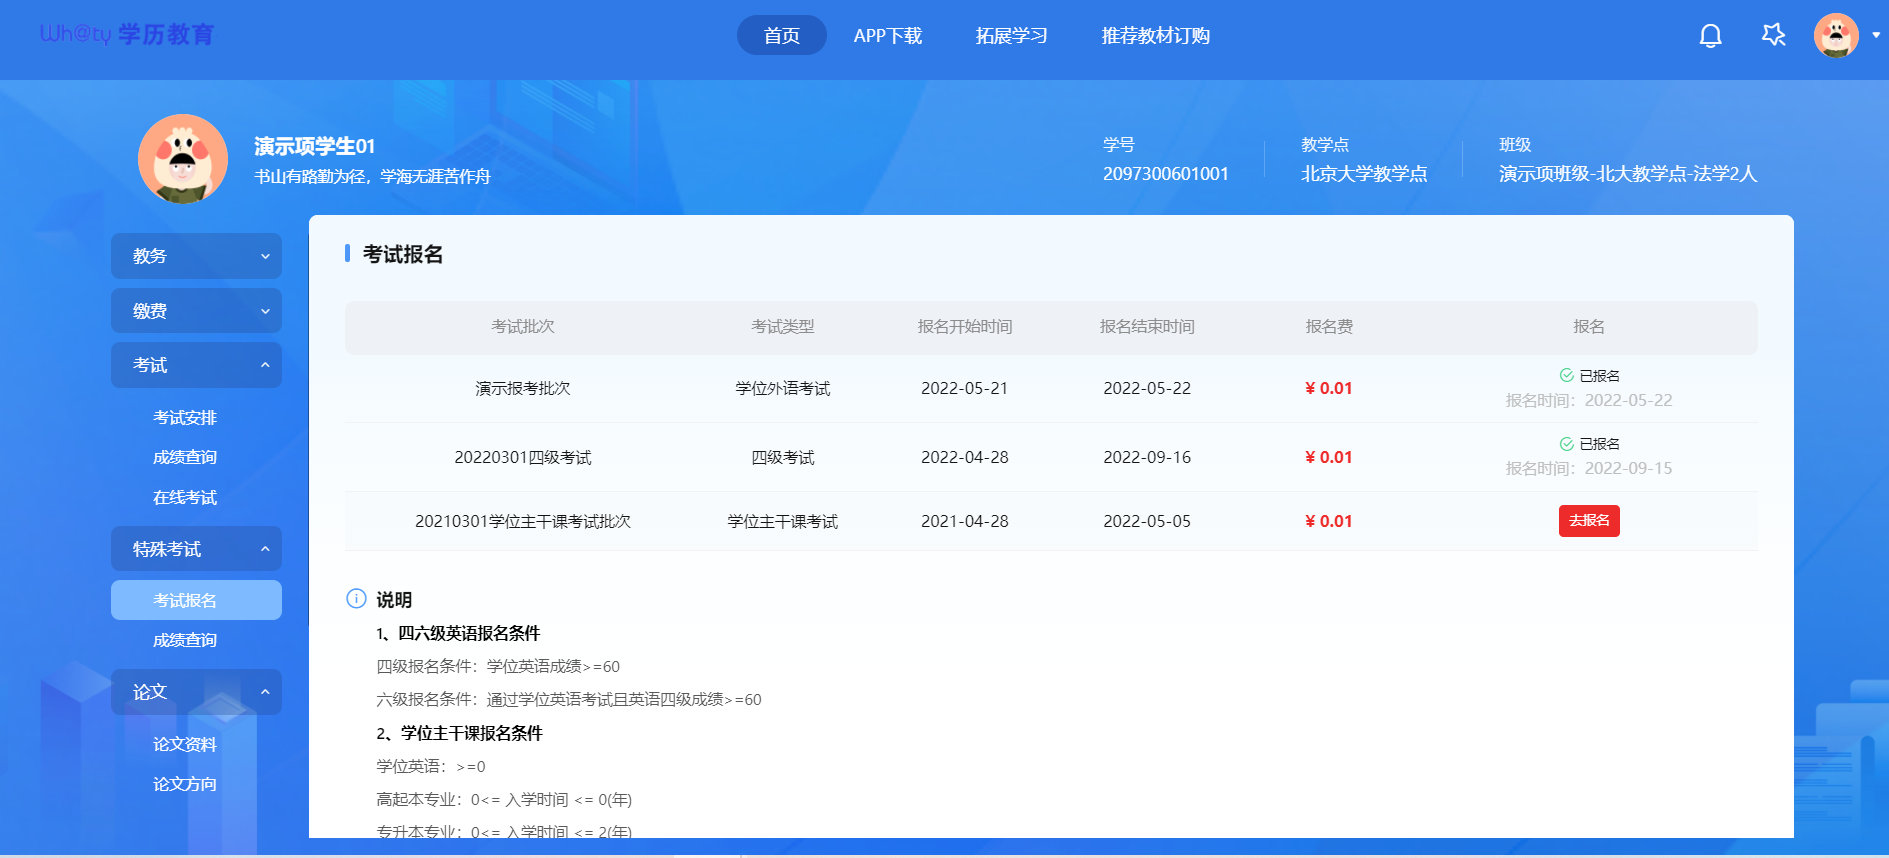 Wh@ty 学历教育
首页
APP下载
拓展学习
推荐教材订购
演示项学生01
书山有路勤为径，学海无涯苦作舟
学号
2097300601001
教学点
北京大学教学点
班级
演示项班级-北大教学点-法学2人
教务
缴费
考试
考试安排
成绩查询
在线考试
特殊考试
考试报名
成绩查询
论文
论文资料
论文方向
考试报名
考试批次 考试类型 报名开始时间 报名结束时间 报名费 报名
演示报考批次 学位外语考试 2022-05-21 2022-05-22 ¥ 0.01 已报名
报名时间：2022-05-22
20220301四级考试 四级考试 2022-04-28 2022-09-16 ¥ 0.01 已报名
报名时间：2022-09-15
20210301学位主干课考试批次 学位主干课考试 2021-04-28 2022-05-05 ¥ 0.01 去报名
说明
1、四六级英语报名条件
四级报名条件：学位英语成绩>=60
六级报名条件：通过学位英语考试且英语四级成绩>=60
2、学位主干课报名条件
学位英语：>=0
高起本专业：0<= 入学时间 <= 0(年)
专升本专业：0<= 入学时间 <= 2(年)